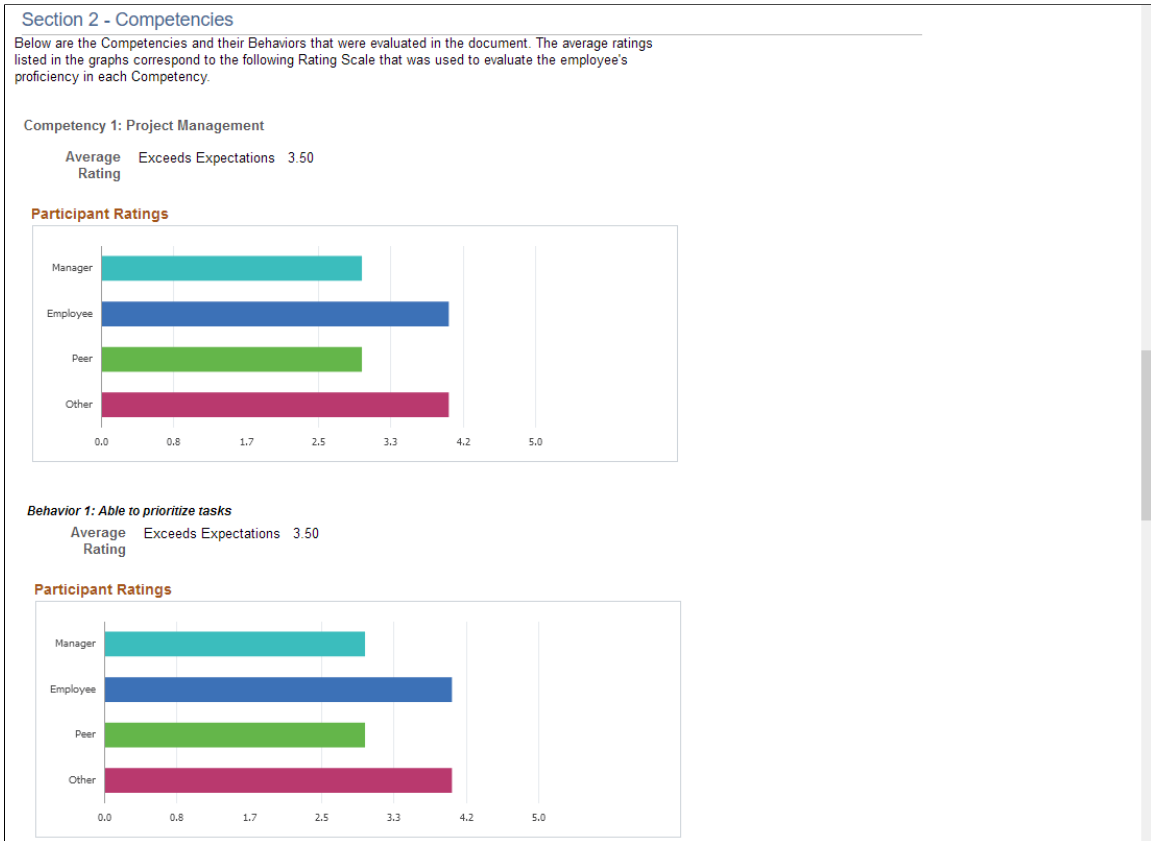 Section 2 - Competencies
Below are the Competencies and their Behaviors that were evaluated in the document. The average ratings
listed in the graphs correspond to the following Rating Scale that was used to evaluate the employee's
proficiency in each Competency.
Competency 1: Project Management
Average Rating Exceeds Expectations 3.50
Participant Ratings
Manager
Employee
Peer
Other
0.0 0.8 1.7 2.5 3.3 4.2 5.0
Behavior 1: Able to prioritize tasks
Average Rating Exceeds Expectations 3.50
Participant Ratings
Manager
Employee
Peer
Other
0.0 0.8 1.7 2.5 3.3 4.2 5.0